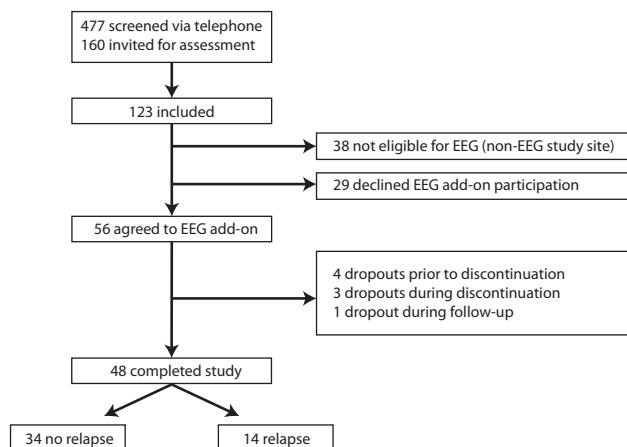 477 screened via telephone
160 invited for assessment
123 included
38 not eligible for EEG (non-EEG study site)
29 declined EEG add-on participation
56 agreed to EEG add-on
4 dropouts prior to discontinuation
3 dropouts during discontinuation
1 dropout during follow-up
48 completed study
34 no relapse
14 relapse